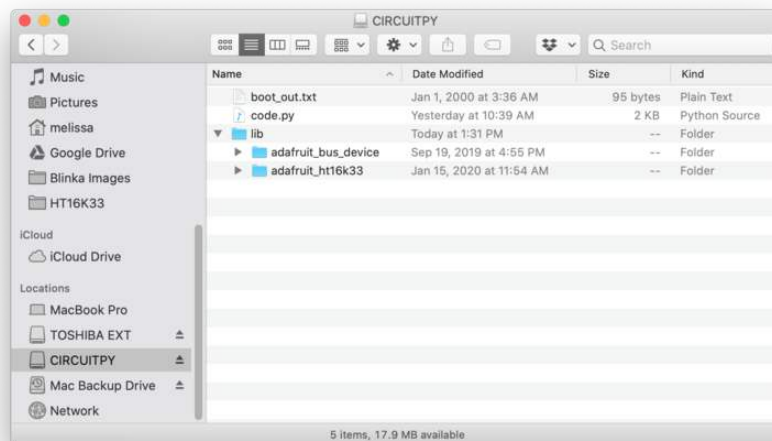 CIRCUITPY
Search
Music
Pictures
melissa
Google Drive
Blinka Images
HT16K33
iCloud
iCloud Drive
Locations
MacBook Pro
TOSHIBA EXT
CIRCUITPY
Mac Backup Drive
Network
Name Date Modified Size Kind
boot_out.txt Jan 1, 2000 at 3:36 AM 95 bytes Plain Text
code.py Yesterday at 10:39 AM 2 KB Python Source
lib Today at 1:31 PM -- Folder
adafruit_bus_device Sep 19, 2019 at 4:55 PM -- Folder
adafruit_ht16k33 Jan 15, 2020 at 11:54 AM -- Folder
5 items, 17.9 MB available